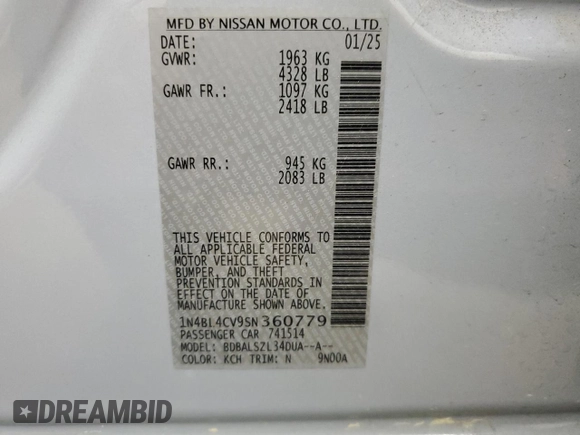 MFD BY NISSAN MOTOR CO., LTD.
DATE: 01/25
GVWR: 1963 KG
4328 LB
GAWR FR.: 1097 KG
2418 LB
GAWR RR.: 945 KG
2083 LB
THIS VEHICLE CONFORMS TO
ALL APPLICABLE FEDERAL
MOTOR VEHICLE SAFETY,
BUMPER, AND THEFT
PREVENTION STANDARDS
IN EFFECT ON THE DATE OF
MANUFACTURE SHOWN ABOVE.
1N4BL4CV9SN360779
PASSENGER CAR 741514
MODEL: BDBALSZL34DUA--A--
COLOR: KCH TRIM: N 9N00A
REIDERMID.COM